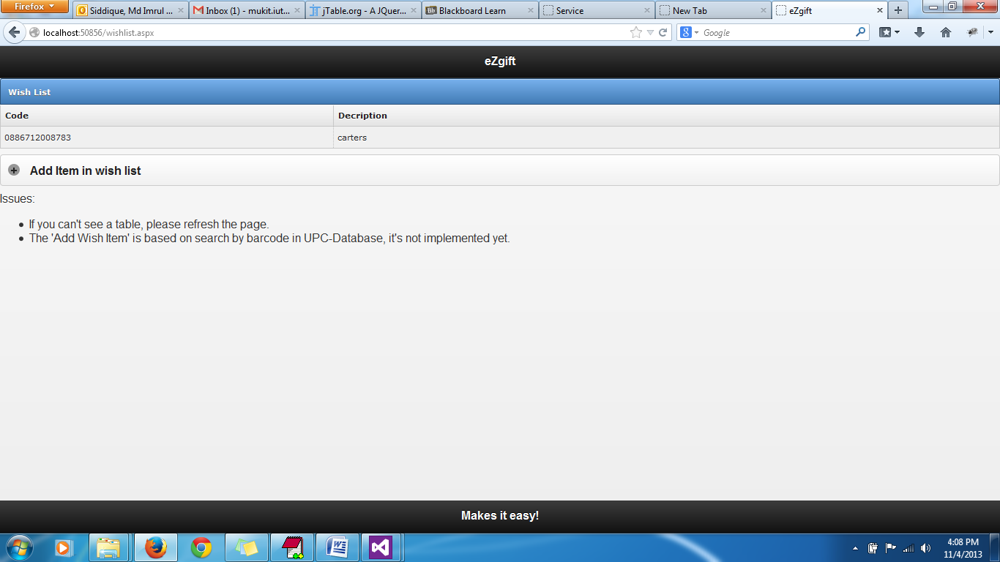 Firefox
Siddique, Md Imrul ...
Inbox (1) - mukit.iut...
jTable.org - A JQuer...
Blackboard Learn
Service
New Tab
eZgift
localhost:50856/wishlist.aspx
Google
eZgift
Wish List
Code Decription
0886712008783 carters
Add Item in wish list
Issues:
If you can't see a table, please refresh the page.
The 'Add Wish Item' is based on search by barcode in UPC-Database, it's not implemented yet.
Makes it easy!
4:08 PM
11/4/2013